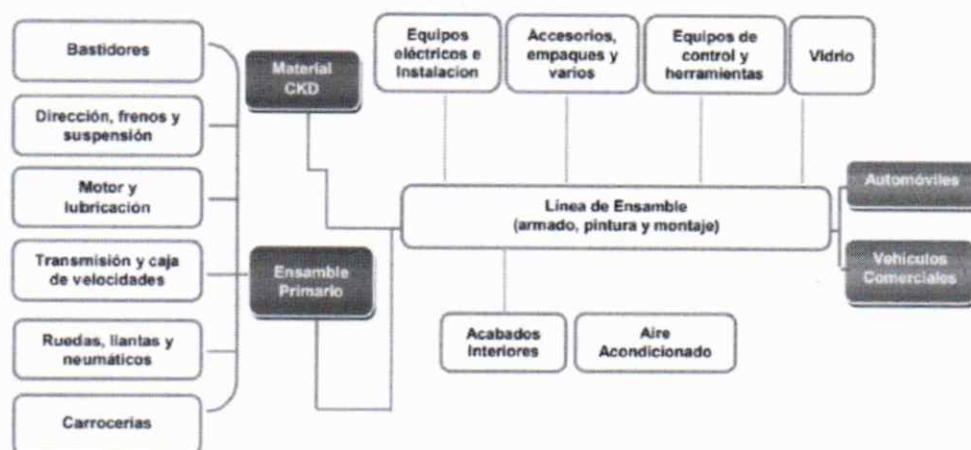 Bastidores
Dirección, frenos y
suspensión
Motor y
lubricación
Transmisión y caja
de velocidades
Ruedas, llantas y
neumáticos
Carrocerías
Material
CKD
Ensamble
Primario
Equipos
eléctricos e
Instalacion
Accesorios,
empaques y
varios
Equipos de
control y
herramientas
Vidrio
Línea de Ensamble
(armado, pintura y montaje)
Acabados
Interiores
Aire
Acondicionado
Automóviles
Vehículos
Comerciales